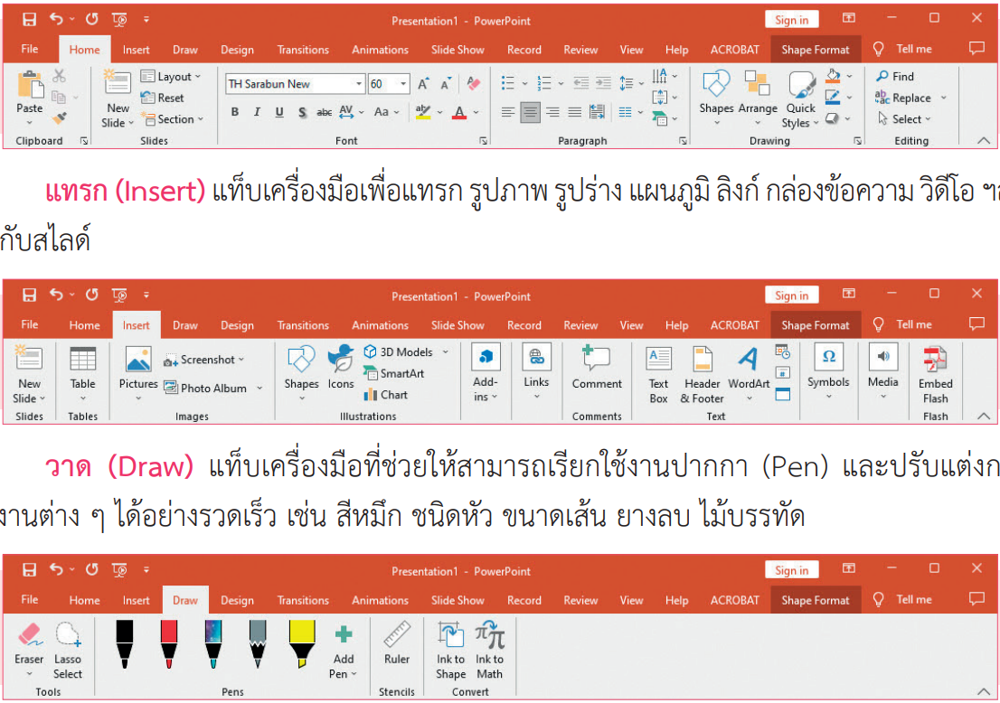 Presentation1 - PowerPoint Sign in
File Home Insert Draw Design Transitions Animations Slide Show Record Review View Help ACROBAT Shape Format Tell me
Paste New Slide Layout Reset Section TH Sarabun New 60 Shapes Arrange Quick Styles Find Replace Select
B I U S abc AV Aa A
Clipboard Slides Font Paragraph Drawing Editing
แทรก (Insert) แท็บเครื่องมือเพื่อแทรก รูปภาพ รูปร่าง แผนภูมิ ลิงก์ กล่องข้อความ วิดีโอ
กับสไลด์
Presentation1 - PowerPoint Sign in
File Home Insert Draw Design Transitions Animations Slide Show Record Review View Help ACROBAT Shape Format Tell me
New Slide Table Pictures Screenshot Photo Album Shapes Icons 3D Models SmartArt Chart Add-ins Links Comment Text Box Header & Footer WordArt Symbols Media Embed Flash
Slides Tables Images Illustrations Comments Text Flash
วาด (Draw) แท็บเครื่องมือที่ช่วยให้สามารถเรียกใช้งานปากกา (Pen) และปรับแต่งก
งานต่าง ๆ ได้อย่างรวดเร็ว เช่น สีหมึก ชนิดหัว ขนาดเส้น ยางลบ ไม้บรรทัด
Presentation1 - PowerPoint Sign in
File Home Insert Draw Design Transitions Animations Slide Show Record Review View Help ACROBAT Shape Format Tell me
Eraser Lasso Select Add Pen Ruler Ink to Shape Ink to Math
Tools Pens Stencils Convert